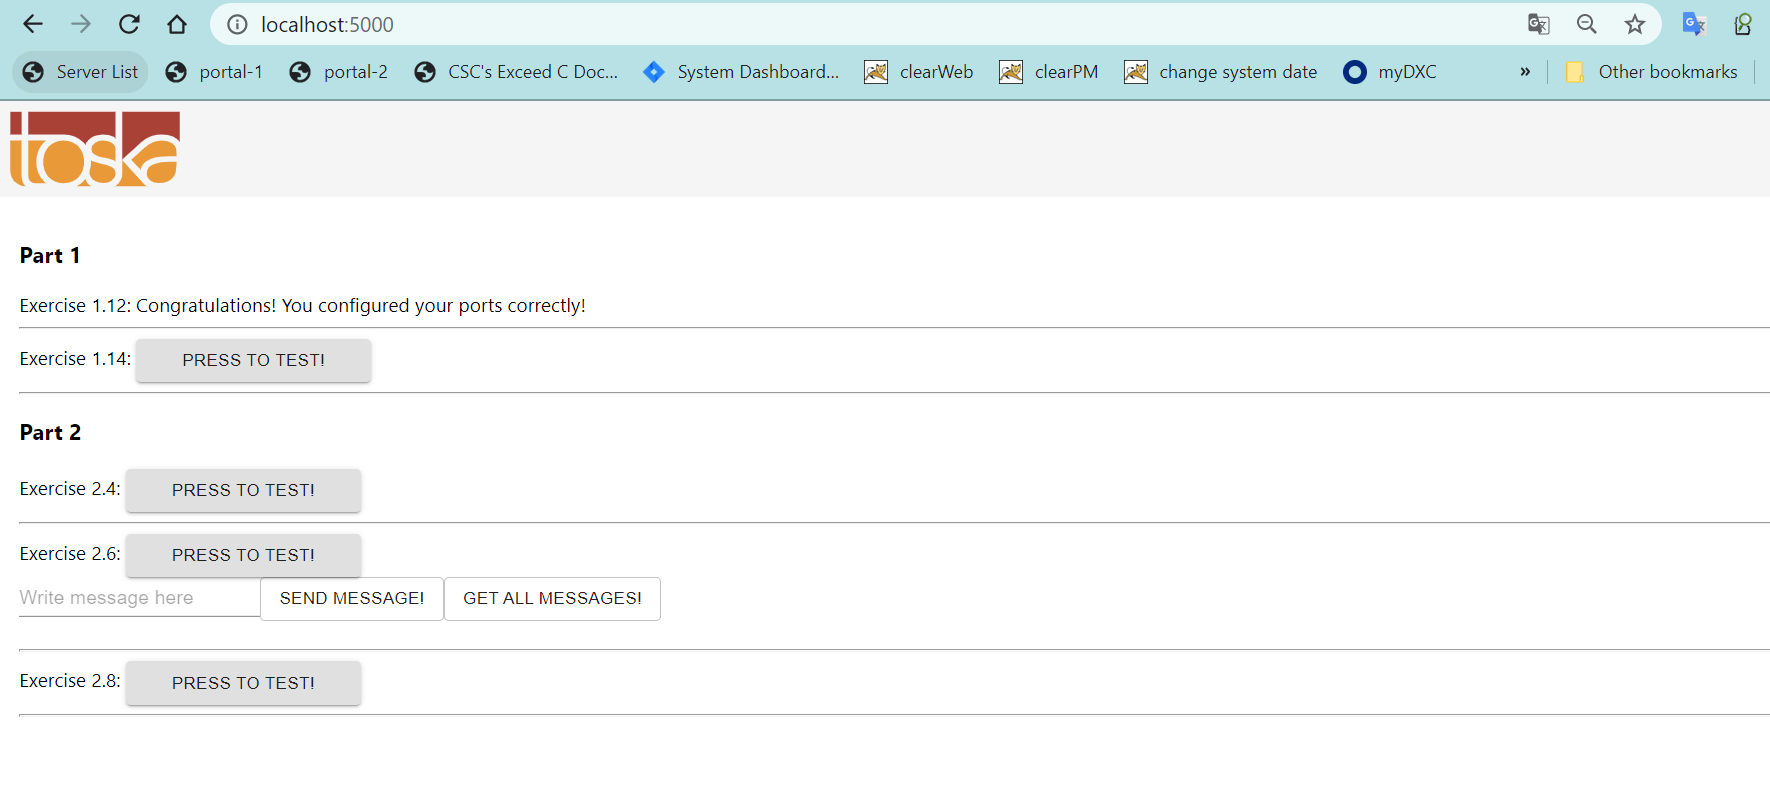 localhost:5000
Server List portal-1 portal-2 CSC's Exceed C Doc... System Dashboard... clearWeb clearPM change system date myDXC » Other bookmarks
toska
Part 1
Exercise 1.12: Congratulations! You configured your ports correctly!
Exercise 1.14: PRESS TO TEST!
Part 2
Exercise 2.4: PRESS TO TEST!
Exercise 2.6: PRESS TO TEST!
Write message here SEND MESSAGE! GET ALL MESSAGES!
Exercise 2.8: PRESS TO TEST!